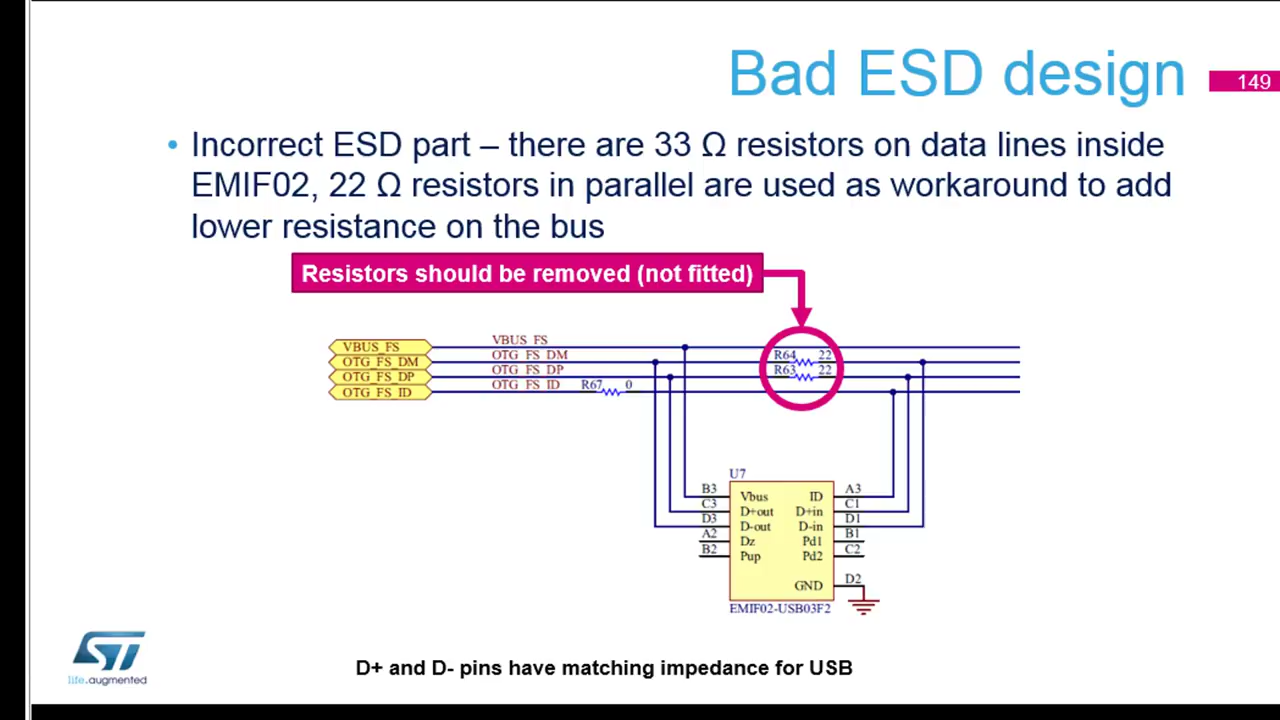 Bad ESD design
149
• Incorrect ESD part – there are 33 Ω resistors on data lines inside
EMIF02, 22 Ω resistors in parallel are used as workaround to add
lower resistance on the bus
Resistors should be removed (not fitted)
VBUS_FS VBUS_FS
OTG_FS_DM OTG_FS_DM R64 22
OTG_FS_DP OTG_FS_DP R63 22
OTG_FS_ID OTG_FS_ID R67 0
U7
B3 Vbus ID A3
C3 D+out D+in C1
D3 D-out D-in D1
A2 Dz Pd1 B1
B2 Pup Pd2 C2
GND D2
EMIF02-USB03F2
ST
life.augmented
D+ and D- pins have matching impedance for USB